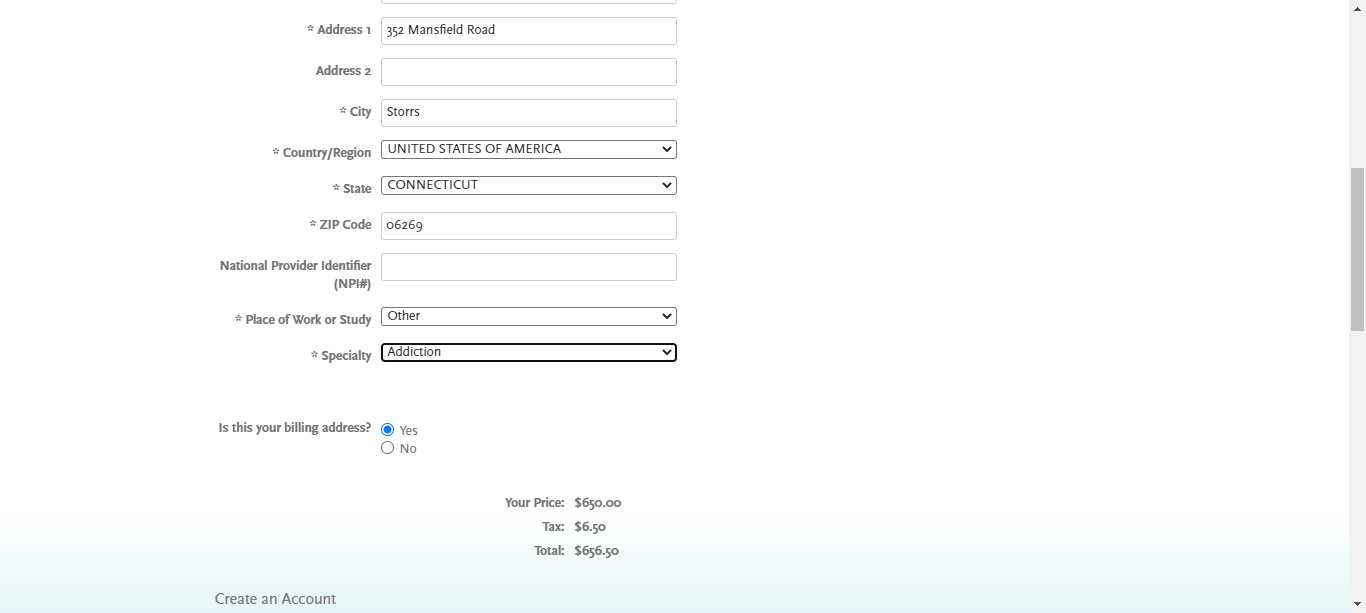 * Address 1 352 Mansfield Road
Address 2
* City Storrs
* Country/Region UNITED STATES OF AMERICA
* State CONNECTICUT
* ZIP Code 06269
National Provider Identifier
(NPI#)
* Place of Work or Study Other
* Specialty Addiction
Is this your billing address? Yes
No
Your Price: $650.00
Tax: $6.50
Total: $656.50
Create an Account